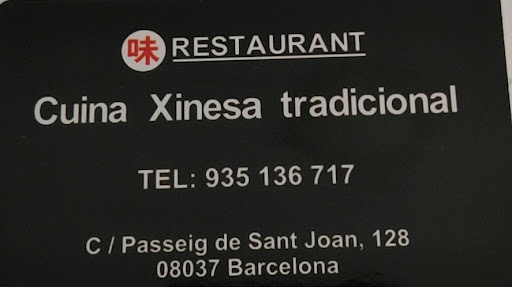 味 RESTAURANT
Cuina Xinesa tradicional
TEL: 935 136 717
C / Passeig de Sant Joan, 128
08037 Barcelona